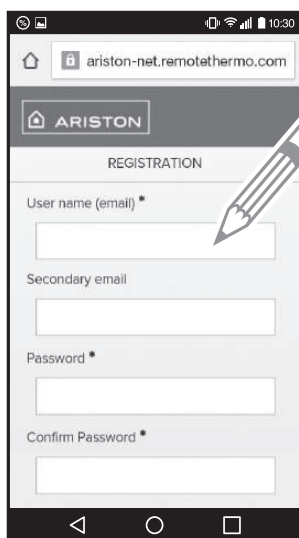 10:30
ariston-net.remotethermo.com
ARISTON
REGISTRATION
User name (email) *
Secondary email
Password *
Confirm Password *